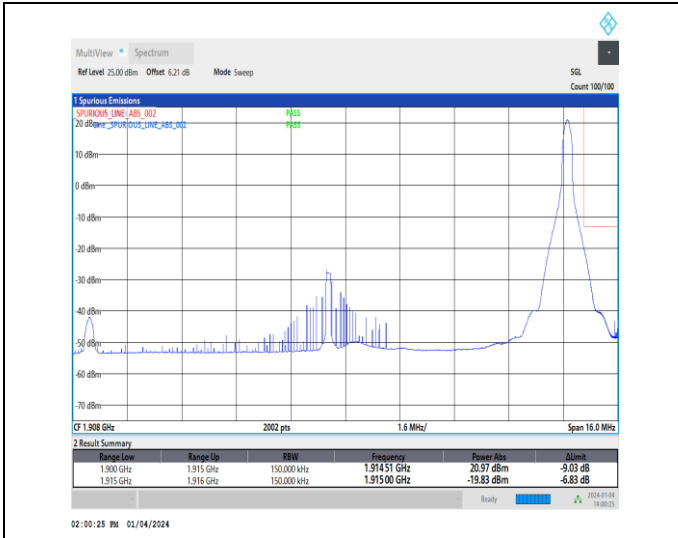 MultiView Spectrum
Ref Level 25.00 dBm Offset 6.21 dB Mode Sweep SGL
Count 100/100
1 Spurious Emissions
_SPURIOUS_LINE_ABS_002 PASS
20 dBm
Line _SPURIOUS_LINE_ABS_002 PASS
10 dBm
0 dBm
-10 dBm
-20 dBm
-30 dBm
-40 dBm
-50 dBm
-60 dBm
-70 dBm
CF 1.908 GHz 2002 pts 1.6 MHz/ Span 16.0 MHz
2 Result Summary
Range Low Range Up RBW Frequency Power Abs ΔLimit
1.900 GHz 1.915 GHz 150.000 kHz 1.91451 GHz 20.97 dBm -9.03 dB
1.915 GHz 1.916 GHz 150.000 kHz 1.91500 GHz -19.83 dBm -6.83 dB
Ready 2024-01-04
14:00:25
02:00:25 PM 01/04/2024